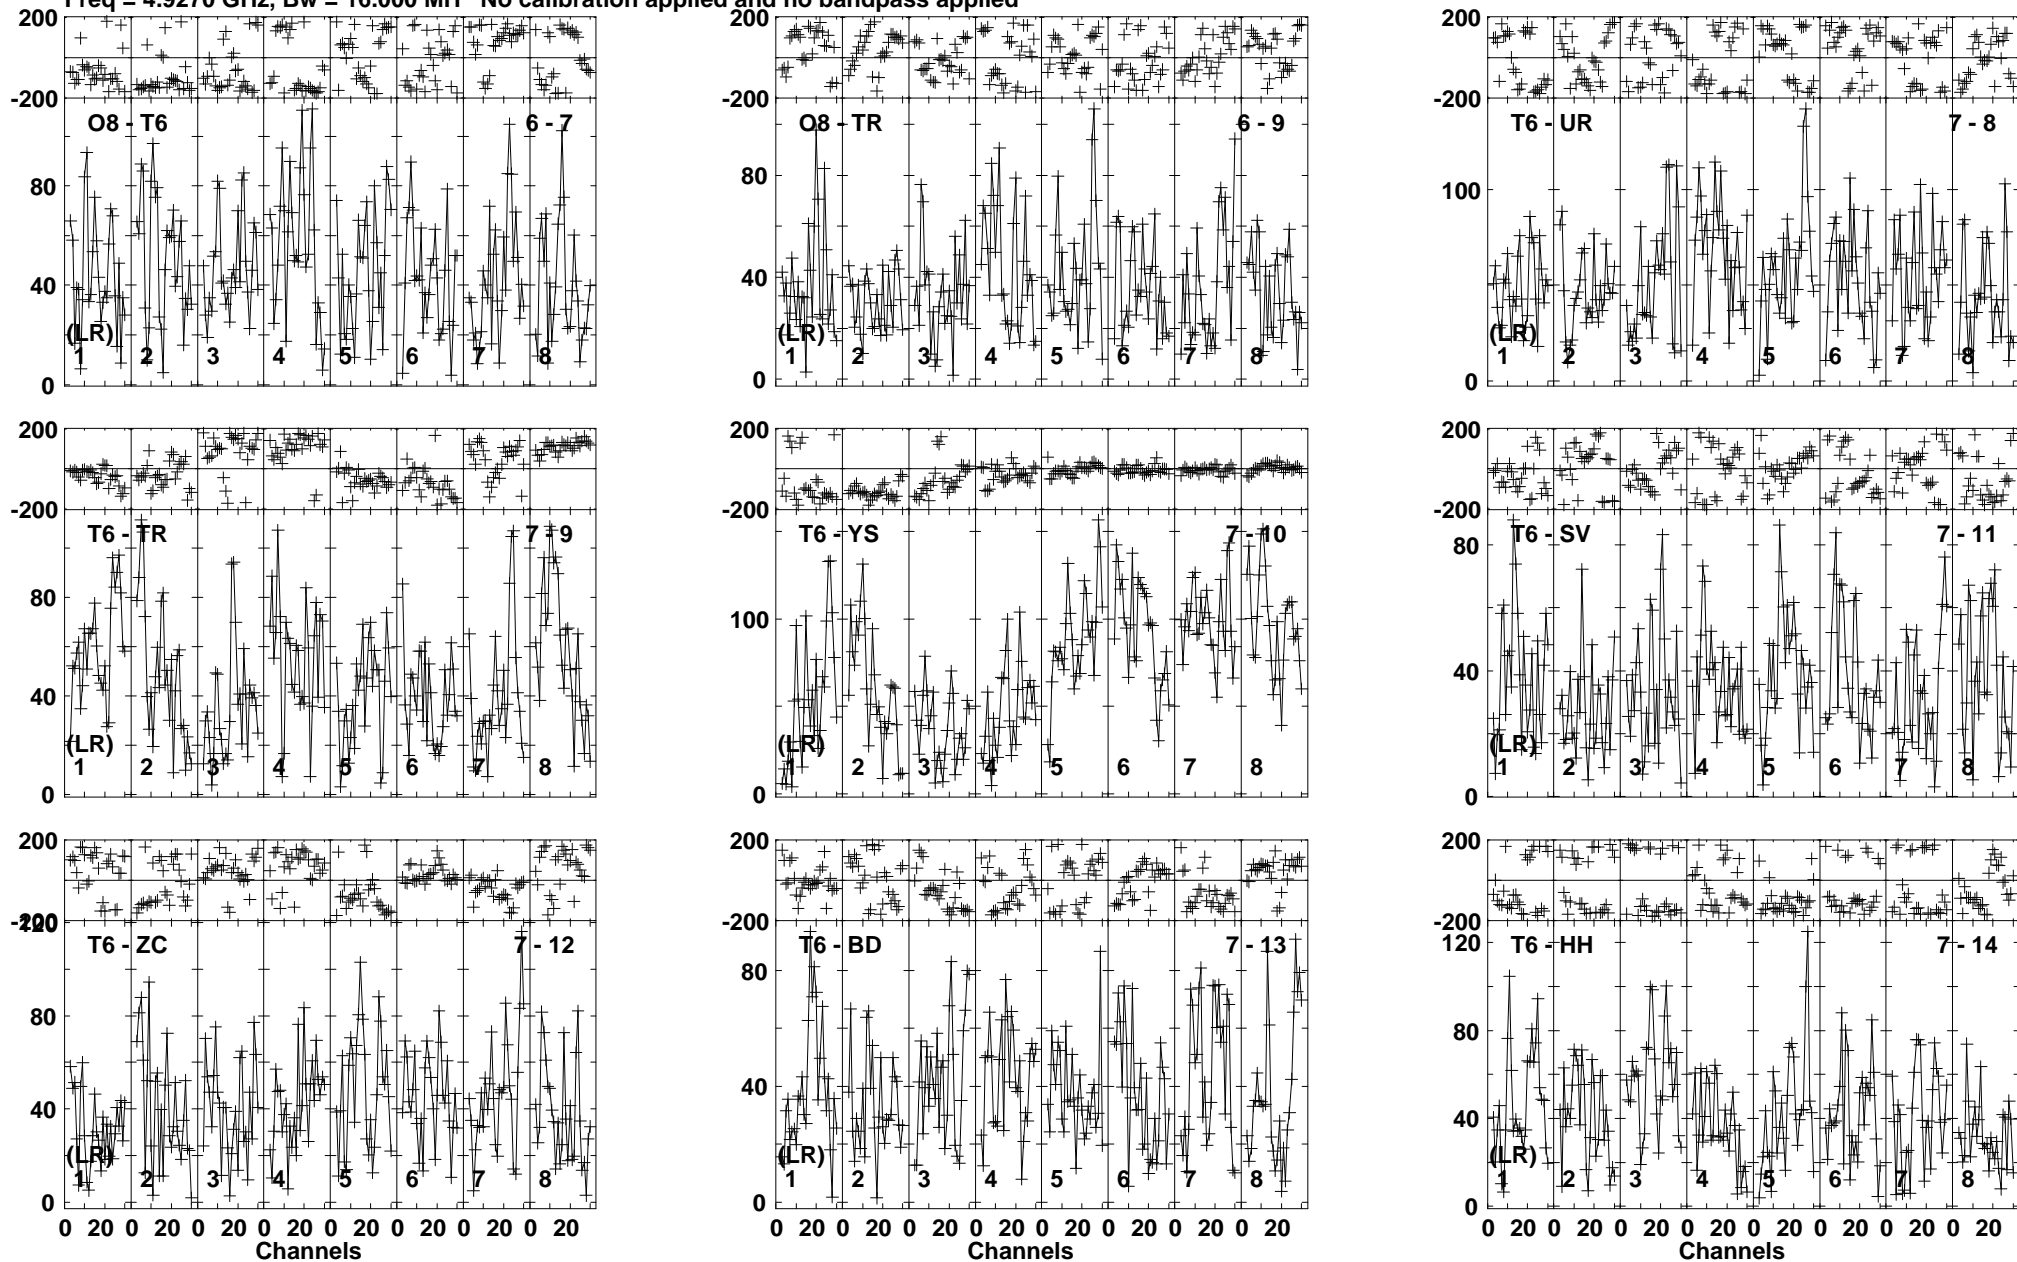 Freq = 4.9270 GHz, Bw = 16.000 MH No calibration applied and no bandpass applied
200 200 200
-200 -200 -200
O8 - T6 6 - 7 O8 - TR 6 - 9 T6 - UR 7 - 8
80 80 100
40 40
(LR) (LR) (LR)
1 2 3 4 5 6 7 8 1 2 3 4 5 6 7 8 1 2 3 4 5 6 7 8
0 0 0
200 200 200
-200 -200 -200
T6 - TR 7 - 9 T6 - YS 7 - 10 T6 - SV 7 - 11
80 100 80
40 40
(LR) (LR) (LR)
1 2 3 4 5 6 7 8 1 2 3 4 5 6 7 8 1 2 3 4 5 6 7 8
0 0 0
200 200 200
-200 -200 -200
120 120
T6 - ZC 7 - 12 T6 - BD 7 - 13 T6 - HH 7 - 14
80 80 80
40 40 40
(LR) (LR) (LR)
1 2 3 4 5 6 7 8 1 2 3 4 5 6 7 8 1 2 3 4 5 6 7 8
0 0 0
0 20 0 20 0 20 0 20 0 20 0 20 0 20 0 20 0 20 0 20 0 20 0 20 0 20 0 20 0 20 0 20 0 20 0 20 0 20 0 20 0 20 0 20 0 20 0 20
Channels Channels Channels